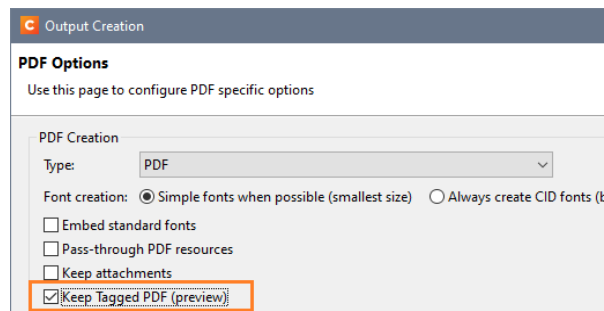 C Output Creation
PDF Options
Use this page to configure PDF specific options
PDF Creation
Type: PDF
Font creation: Simple fonts when possible (smallest size) Always create CID fonts (b
Embed standard fonts
Pass-through PDF resources
Keep attachments
Keep Tagged PDF (preview)